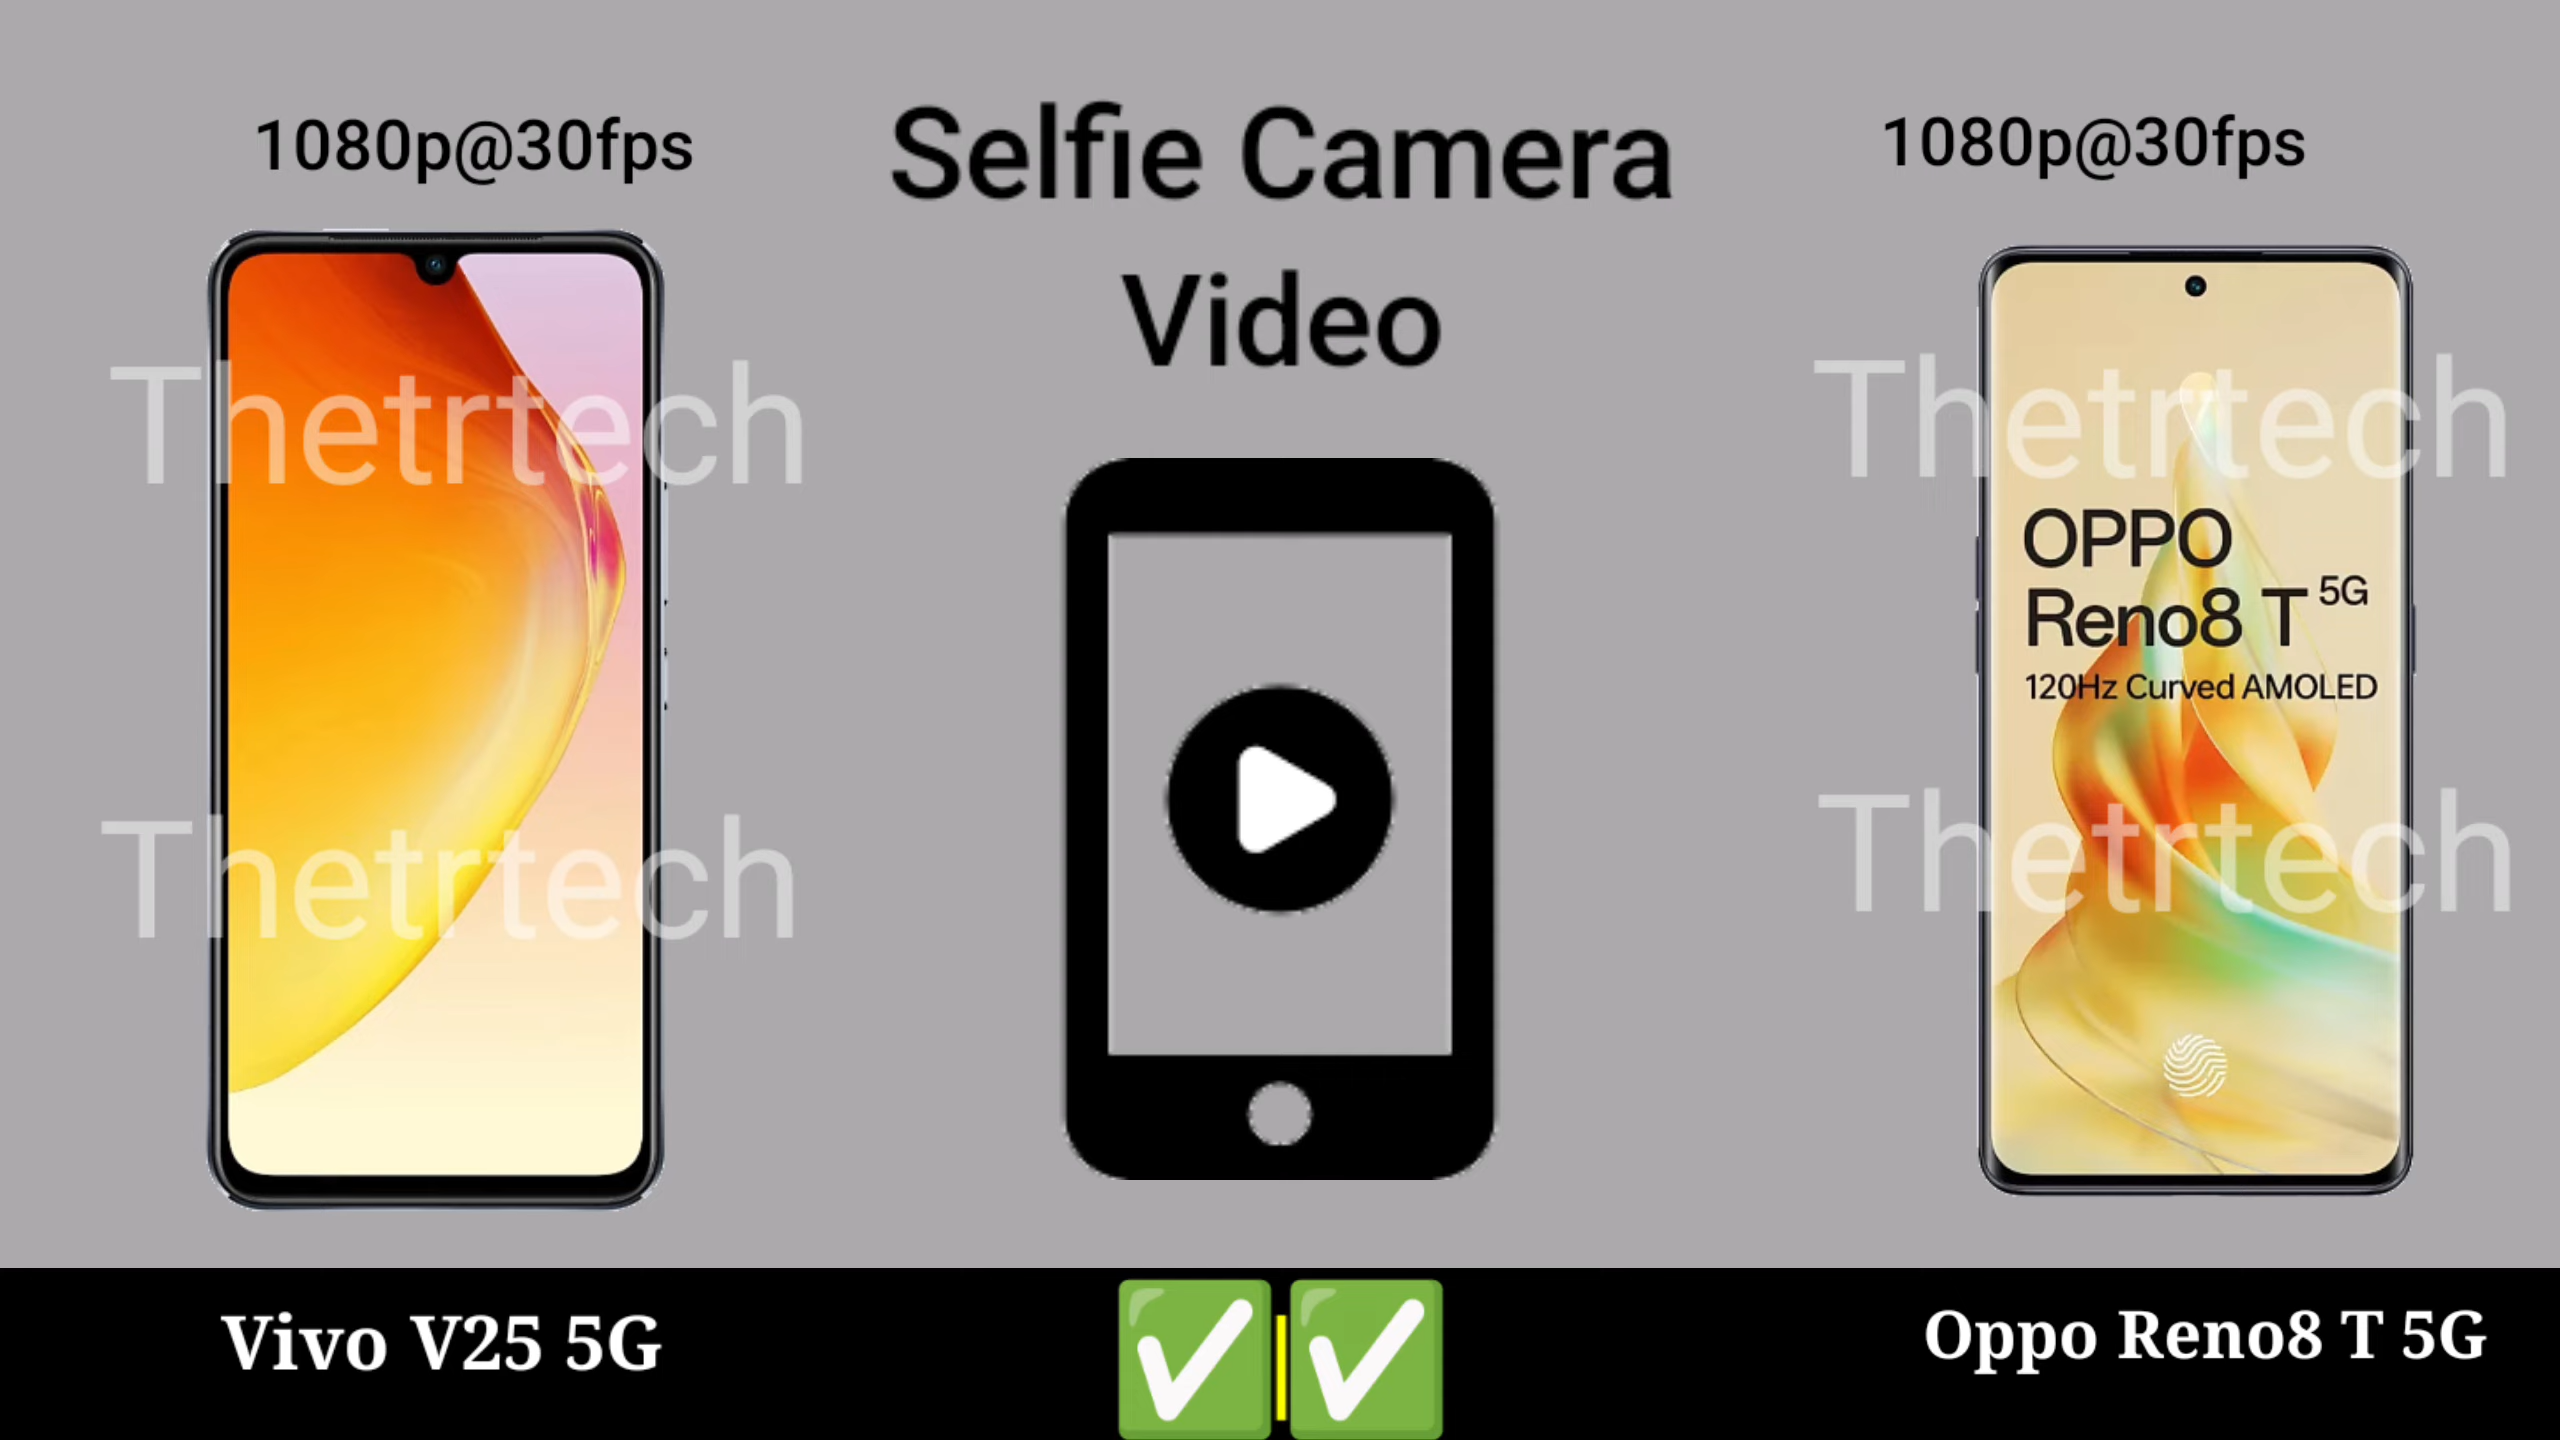 1080p@30fps
Selfie Camera
Video
1080p@30fps
Thetrtech
Thetrtech
OPPO
Reno8 T 5G
120Hz Curved AMOLED
Thetrtech
Thetrtech
Vivo V25 5G
✅|✅
Oppo Reno8 T 5G